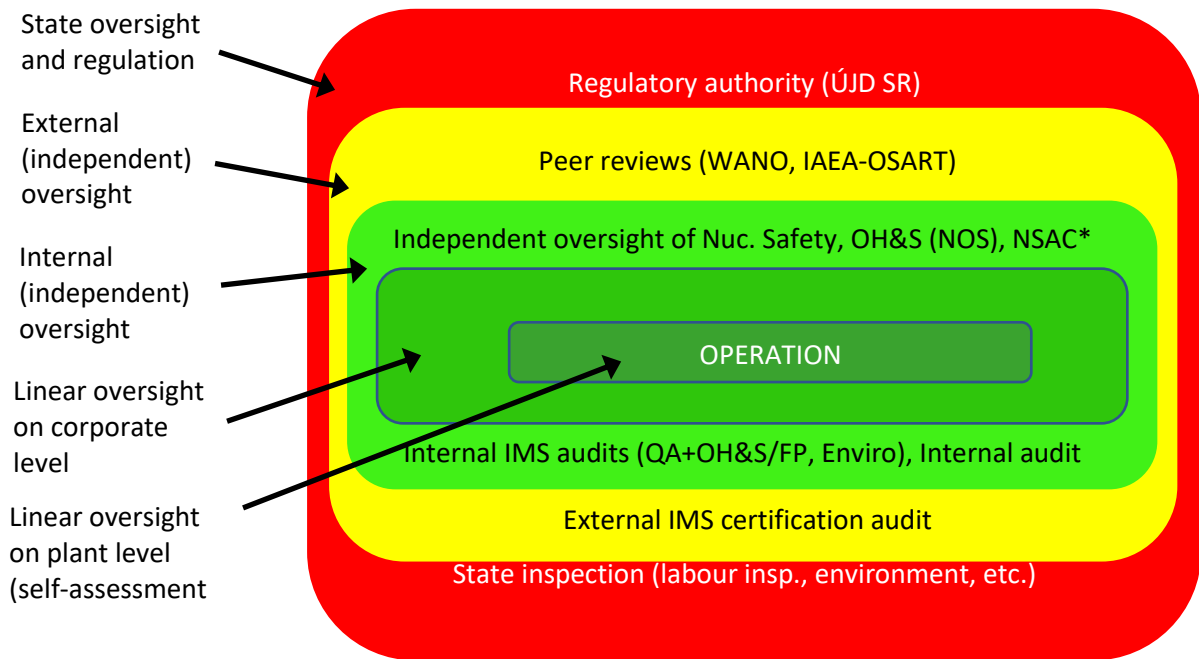 State oversight
and regulation
External
(independent)
oversight
Internal
(independent)
oversight
Linear oversight
on corporate
level
Linear oversight
on plant level
(self-assessment
Regulatory authority (ÚJD SR)
Peer reviews (WANO, IAEA-OSART)
Independent oversight of Nuc. Safety, OH&S (NOS), NSAC*
OPERATION
Internal IMS audits (QA+OH&S/FP, Enviro), Internal audit
External IMS certification audit
State inspection (labour insp., environment, etc.)